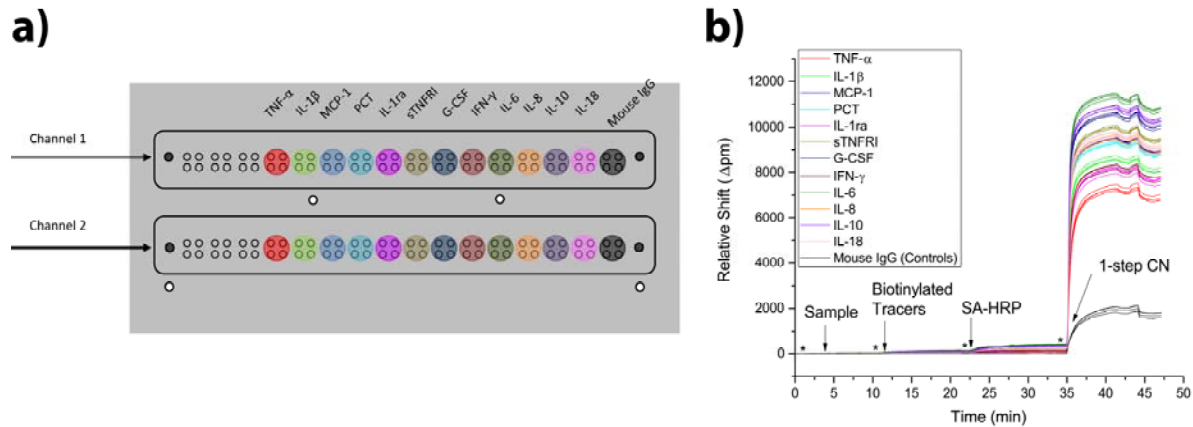 a)
TNF-α
IL-1β
MCP-1
PCT
IL-1ra
sTNFRI
G-CSF
IFN-γ
IL-6
IL-8
IL-10
IL-18
Mouse IgG
Channel 1
Channel 2
b)
Relative Shift (Δpm)
12000
10000
8000
6000
4000
2000
0
TNF-α
IL-1β
MCP-1
PCT
IL-1ra
sTNFRI
G-CSF
IFN-γ
IL-6
IL-8
IL-10
IL-18
Mouse IgG (Controls)
1-step CN
Biotinylated
Tracers
Sample
SA-HRP
* * * *
0 5 10 15 20 25 30 35 40 45 50
Time (min)